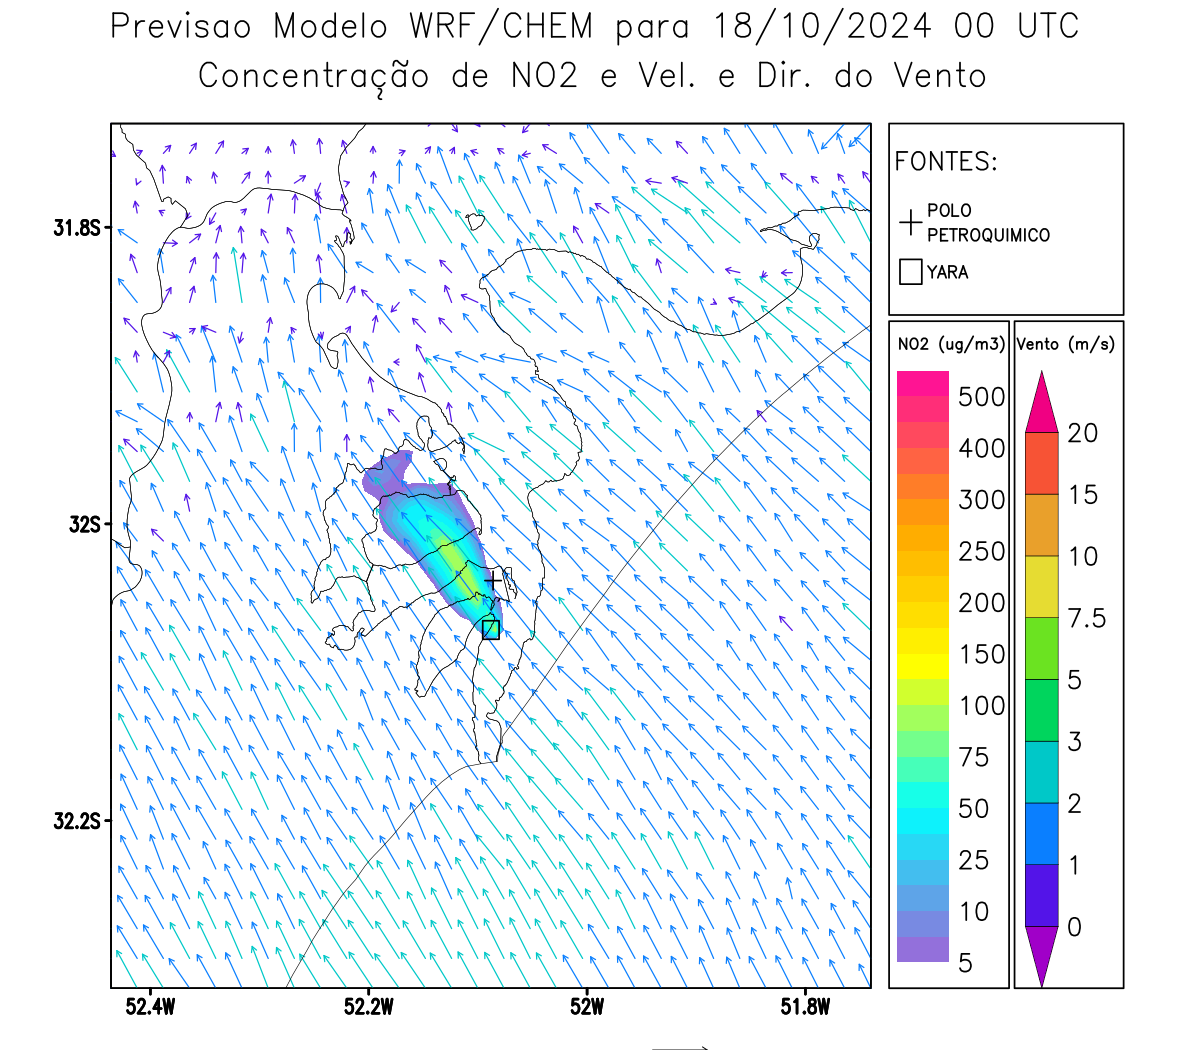 Previsao Modelo WRF/CHEM para 18/10/2024 00 UTC
Concentração de NO2 e Vel. e Dir. do Vento
FONTES:
POLO
PETROQUIMICO
YARA
31.8S
32S
32.2S
52.4W
52.2W
52W
51.8W
NO2 (ug/m3)
500
400
300
250
200
150
100
75
50
25
10
5
Vento (m/s)
20
15
10
7.5
5
3
2
1
0